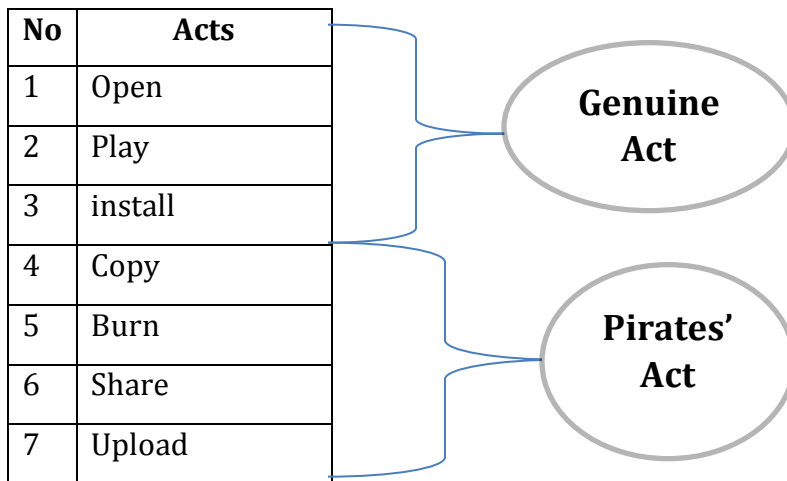 No Acts
1 Open
2 Play
3 install
4 Copy
5 Burn
6 Share
7 Upload
Genuine
Act
Pirates’
Act